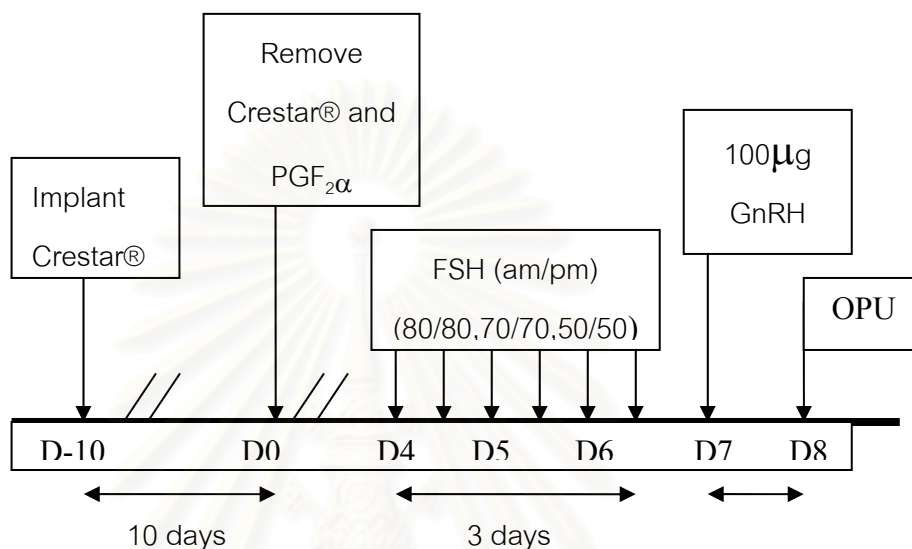 Implant
Crestar®
Remove
Crestar® and
PGF2α
FSH (am/pm)
(80/80,70/70,50/50)
100µg
GnRH
OPU
D-10
D0
D4
D5
D6
D7
D8
10 days
3 days